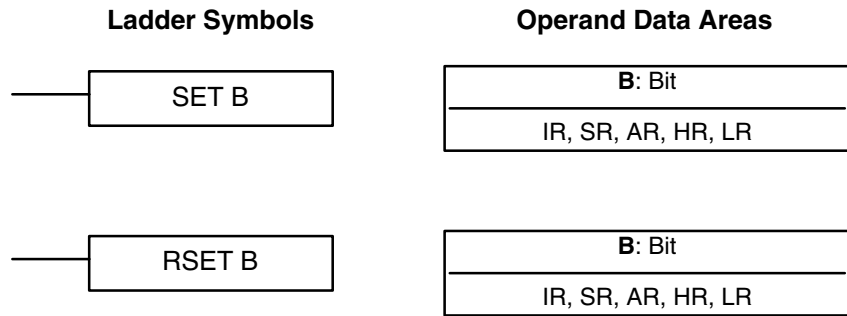 Ladder Symbols
Operand Data Areas
SET B
B: Bit
IR, SR, AR, HR, LR
RSET B
B: Bit
IR, SR, AR, HR, LR